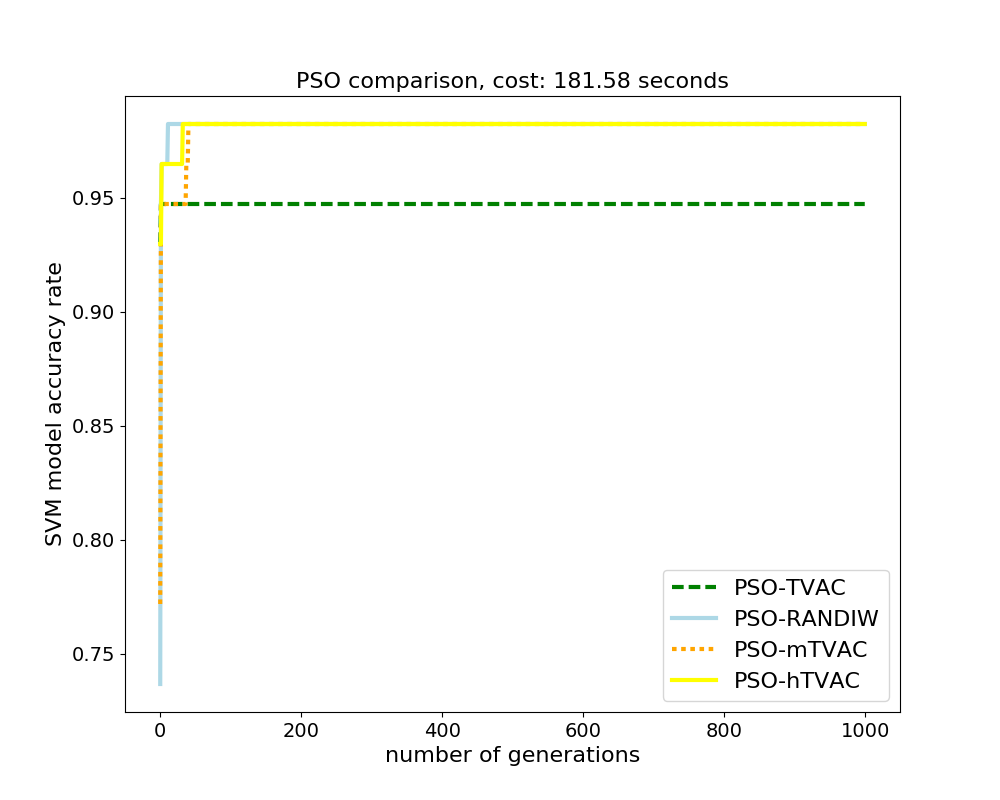 PSO comparison, cost: 181.58 seconds
SVM model accuracy rate
0.95
0.90
0.85
0.80
0.75
PSO-TVAC
PSO-RANDIW
PSO-mTVAC
PSO-hTVAC
0 200 400 600 800 1000
number of generations